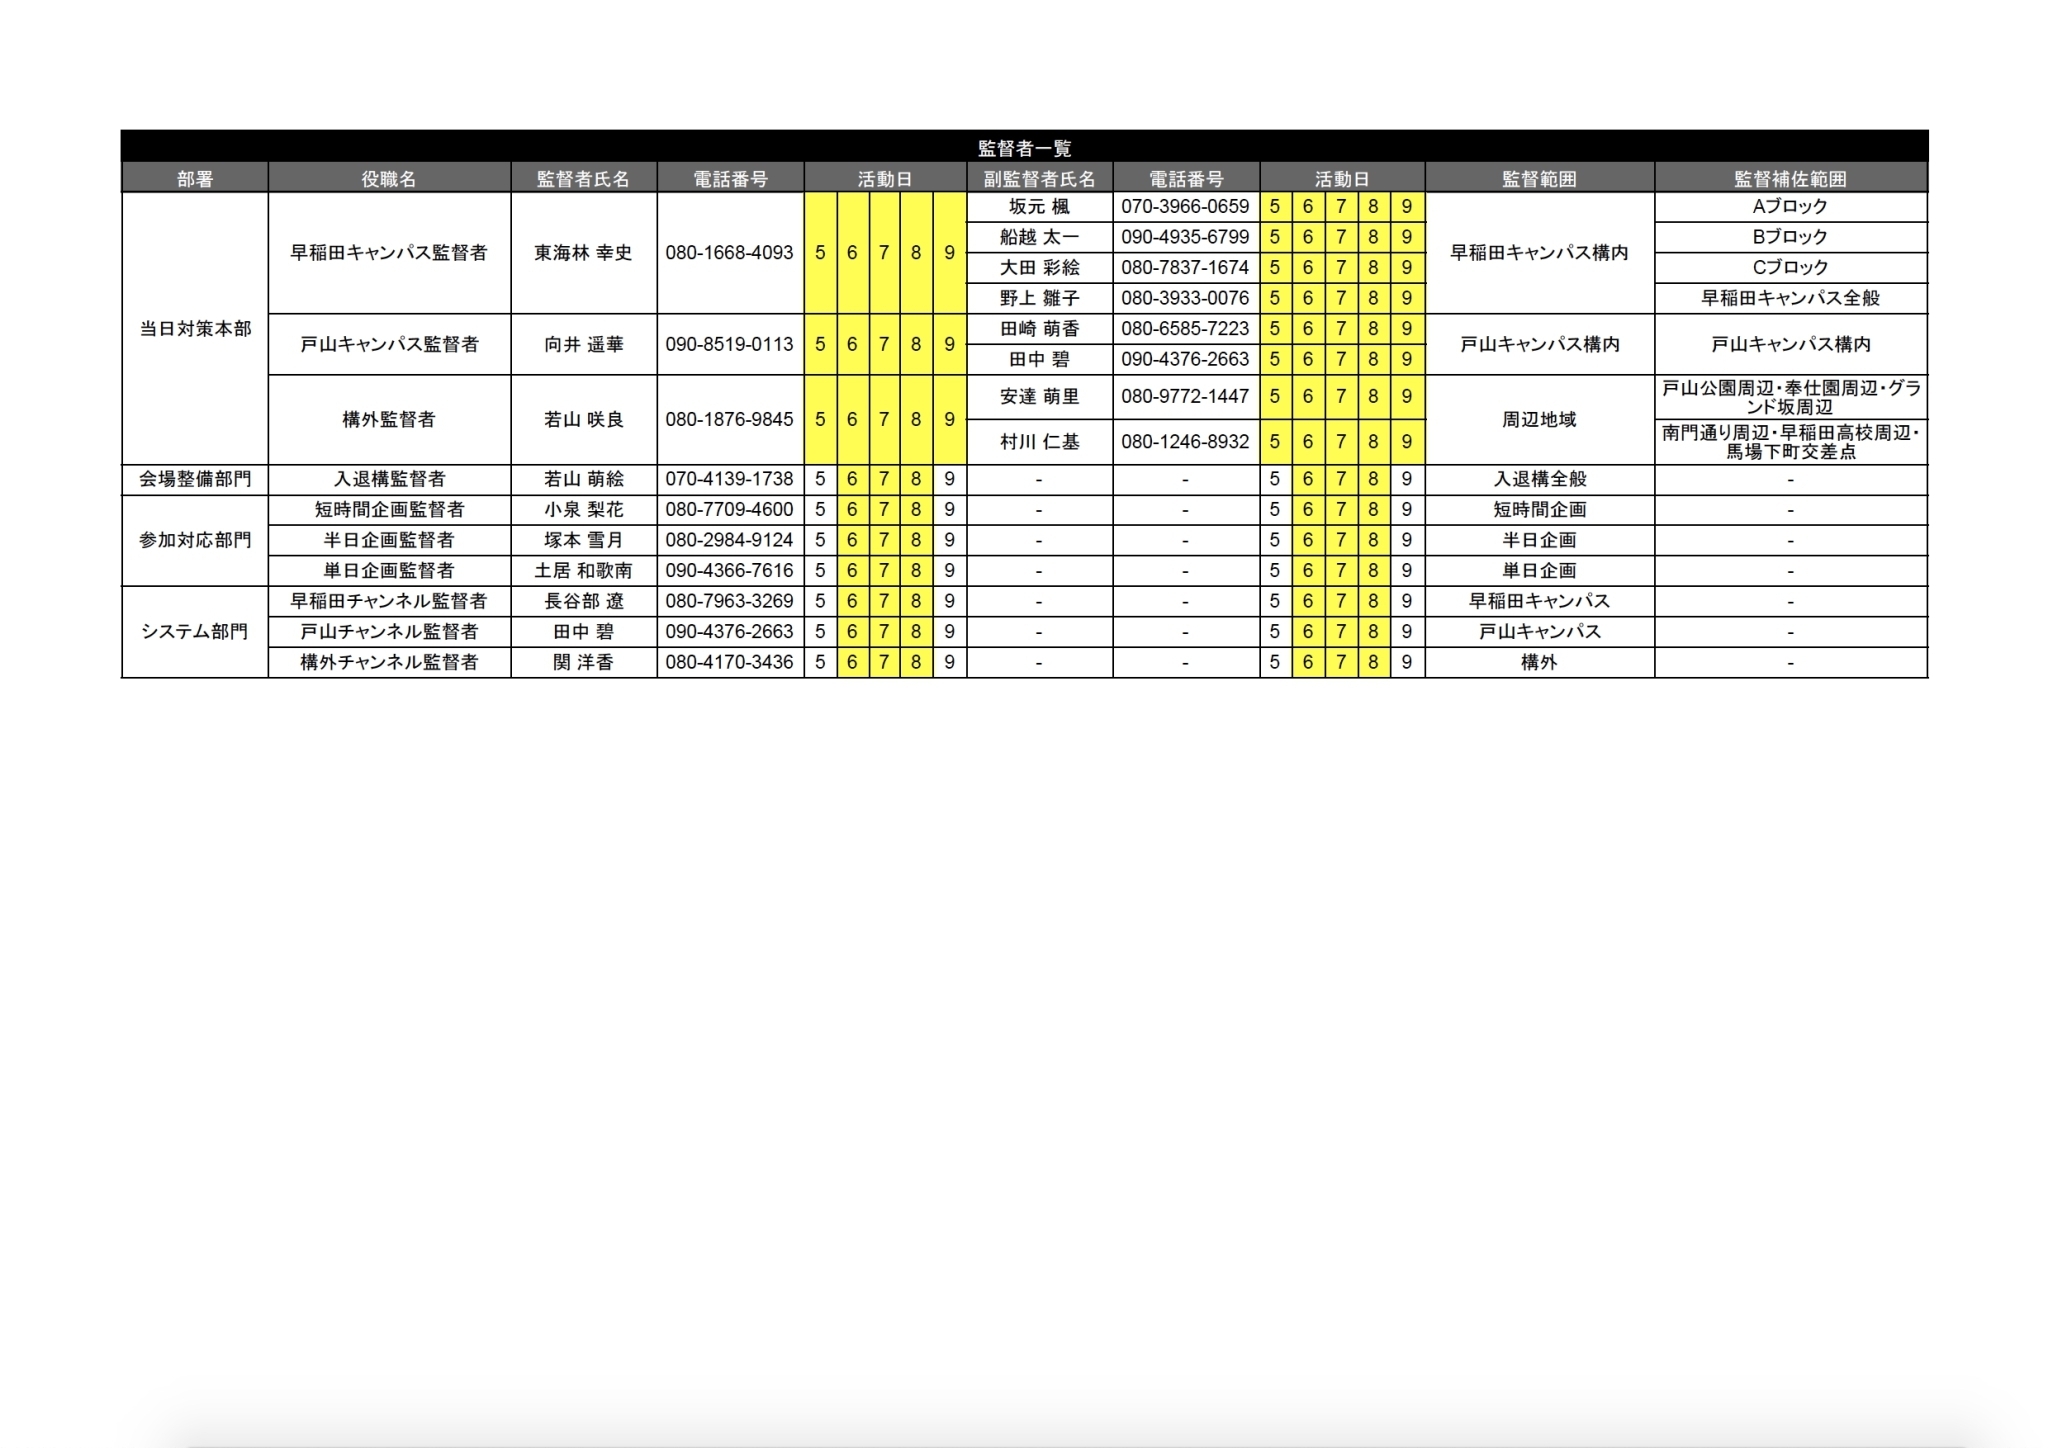 監督者一覧
部署 役職名 監督者氏名 電話番号 活動日 副監督者氏名 電話番号 活動日 監督範囲 監督補佐範囲
当日対策本部 早稲田キャンパス監督者 東海林 幸史 080-1668-4093 5 6 7 8 9 坂元 楓 070-3966-0659 5 6 7 8 9 早稲田キャンパス構内 Aブロック
船越 太一 090-4935-6799 5 6 7 8 9 Bブロック
大田 彩絵 080-7837-1674 5 6 7 8 9 Cブロック
野上 雛子 080-3933-0076 5 6 7 8 9 早稲田キャンパス全般
戸山キャンパス監督者 向井 遥華 090-8519-0113 5 6 7 8 9 田崎 萌香 080-6585-7223 5 6 7 8 9 戸山キャンパス構内 戸山キャンパス構内
田中 碧 090-4376-2663 5 6 7 8 9
構外監督者 若山 咲良 080-1876-9845 5 6 7 8 9 安達 萌里 080-9772-1447 5 6 7 8 9 周辺地域 戸山公園周辺・奉仕園周辺・グラ
ンド坂周辺
村川 仁基 080-1246-8932 5 6 7 8 9 南門通り周辺・早稲田高校周辺・
馬場下町交差点
会場整備部門 入退構監督者 若山 萌絵 070-4139-1738 5 6 7 8 9 - - 5 6 7 8 9 入退構全般 -
参加対応部門 短時間企画監督者 小泉 梨花 080-7709-4600 5 6 7 8 9 - - 5 6 7 8 9 短時間企画 -
半日企画監督者 塚本 雪月 080-2984-9124 5 6 7 8 9 - - 5 6 7 8 9 半日企画 -
単日企画監督者 土居 和歌南 090-4366-7616 5 6 7 8 9 - - 5 6 7 8 9 単日企画 -
システム部門 早稲田チャンネル監督者 長谷部 遼 080-7963-3269 5 6 7 8 9 - - 5 6 7 8 9 早稲田キャンパス -
戸山チャンネル監督者 田中 碧 090-4376-2663 5 6 7 8 9 - - 5 6 7 8 9 戸山キャンパス -
構外チャンネル監督者 関 洋香 080-4170-3436 5 6 7 8 9 - - 5 6 7 8 9 構外 -